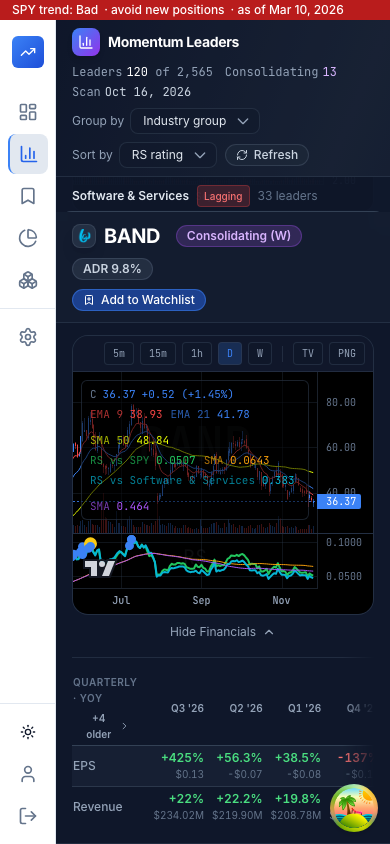 SPY trend: Bad · avoid new positions · as of Mar 10, 2026
Momentum Leaders
Leaders 120 of 2,565 Consolidating 13
Scan Oct 16, 2026
Group by Industry group
Sort by RS rating Refresh
Software & Services Lagging 33 leaders
BAND Consolidating (W)
ADR 9.8%
Add to Watchlist
5m 15m 1h D W TV PNG
C 36.37 +0.52 (+1.45%)
80.00
EMA 9 38.93 EMA 21 41.78
SMA 50 48.84
60.00
RS vs SPY 0.0507 SMA 0.0643
RS vs Software & Services 0.383
40.00
36.37
SMA 0.464
0.1000
0.0500
Jul Sep Nov
Hide Financials
QUARTERLY
· YOY
+4
older
Q3 '26 Q2 '26 Q1 '26 Q4
EPS +425% +56.3% +38.5% -137
$0.13 -$0.07 -$0.08
Revenue +22% +22.2% +19.8%
$234.02M $219.90M $208.78M